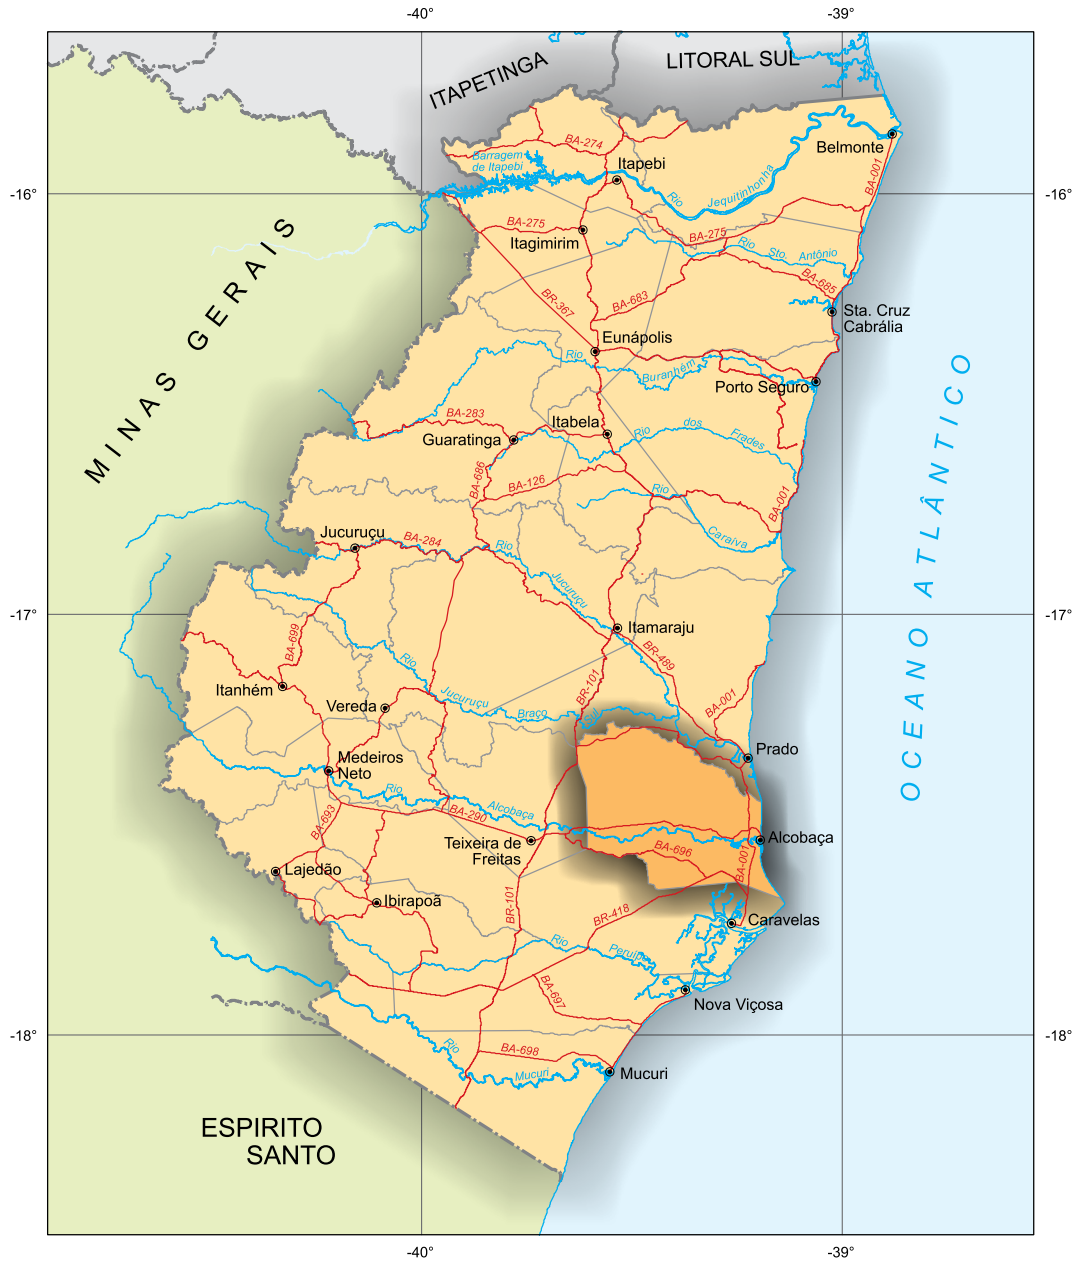 -40°
-39°
ITAPETINGA
LITORAL SUL
BA-274
Belmonte
Barragem
de Itapebi
Itapebi
BA-001
Rio
Jequitinhonha
-16°
-16°
BA-275
Itagimirim
BA-275
Rio
Sto.
Antônio
BA-685
BR-367
BA-683
Sta. Cruz
Cabrália
MINAS GERAIS
Eunápolis
Rio
Buranhém
Porto Seguro
OCEANO ATLÂNTICO
BA-283
Itabela
Guaratinga
Rio
dos
Frades
BA-686
BA-126
Rio
BA-001
Caraíva
Jucuruçu
BA-284
Rio
Jucuruçu
-17°
-17°
Itamaraju
BA-699
BR-489
Rio
Itanhém
Jucuruçu
Braço
Sul
BR-101
BA-001
Vereda
Prado
Medeiros
Neto
Rio
Alcobaça
BA-290
BA-693
Teixeira de
Freitas
Alcobaça
BA-696
BA-001
Lajedão
Ibirapoã
BR-101
BR-418
Caravelas
Rio
Peruípe
BA-697
Nova Viçosa
-18°
-18°
Rio
BA-698
Mucuri
Mucuri
ESPIRITO
SANTO
-40°
-39°